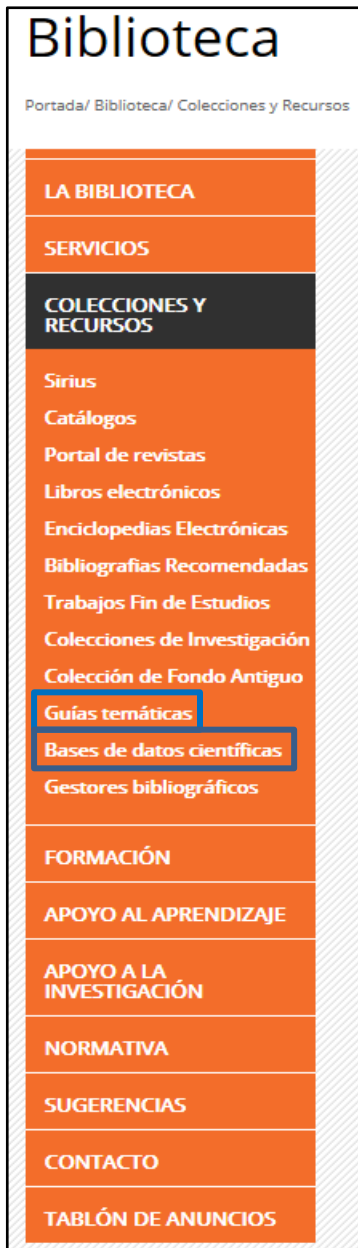 Biblioteca
Portada/ Biblioteca/ Colecciones y Recursos
LA BIBLIOTECA
SERVICIOS
COLECCIONES Y
RECURSOS
Sirius
Catálogos
Portal de revistas
Libros electrónicos
Enciclopedias Electrónicas
Bibliografias Recomendadas
Trabajos Fin de Estudios
Colecciones de Investigación
Colección de Fondo Antiguo
Guías temáticas
Bases de datos científicas
Gestores bibliográficos
FORMACIÓN
APOYO AL APRENDIZAJE
APOYO A LA
INVESTIGACIÓN
NORMATIVA
SUGERENCIAS
CONTACTO
TABLÓN DE ANUNCIOS